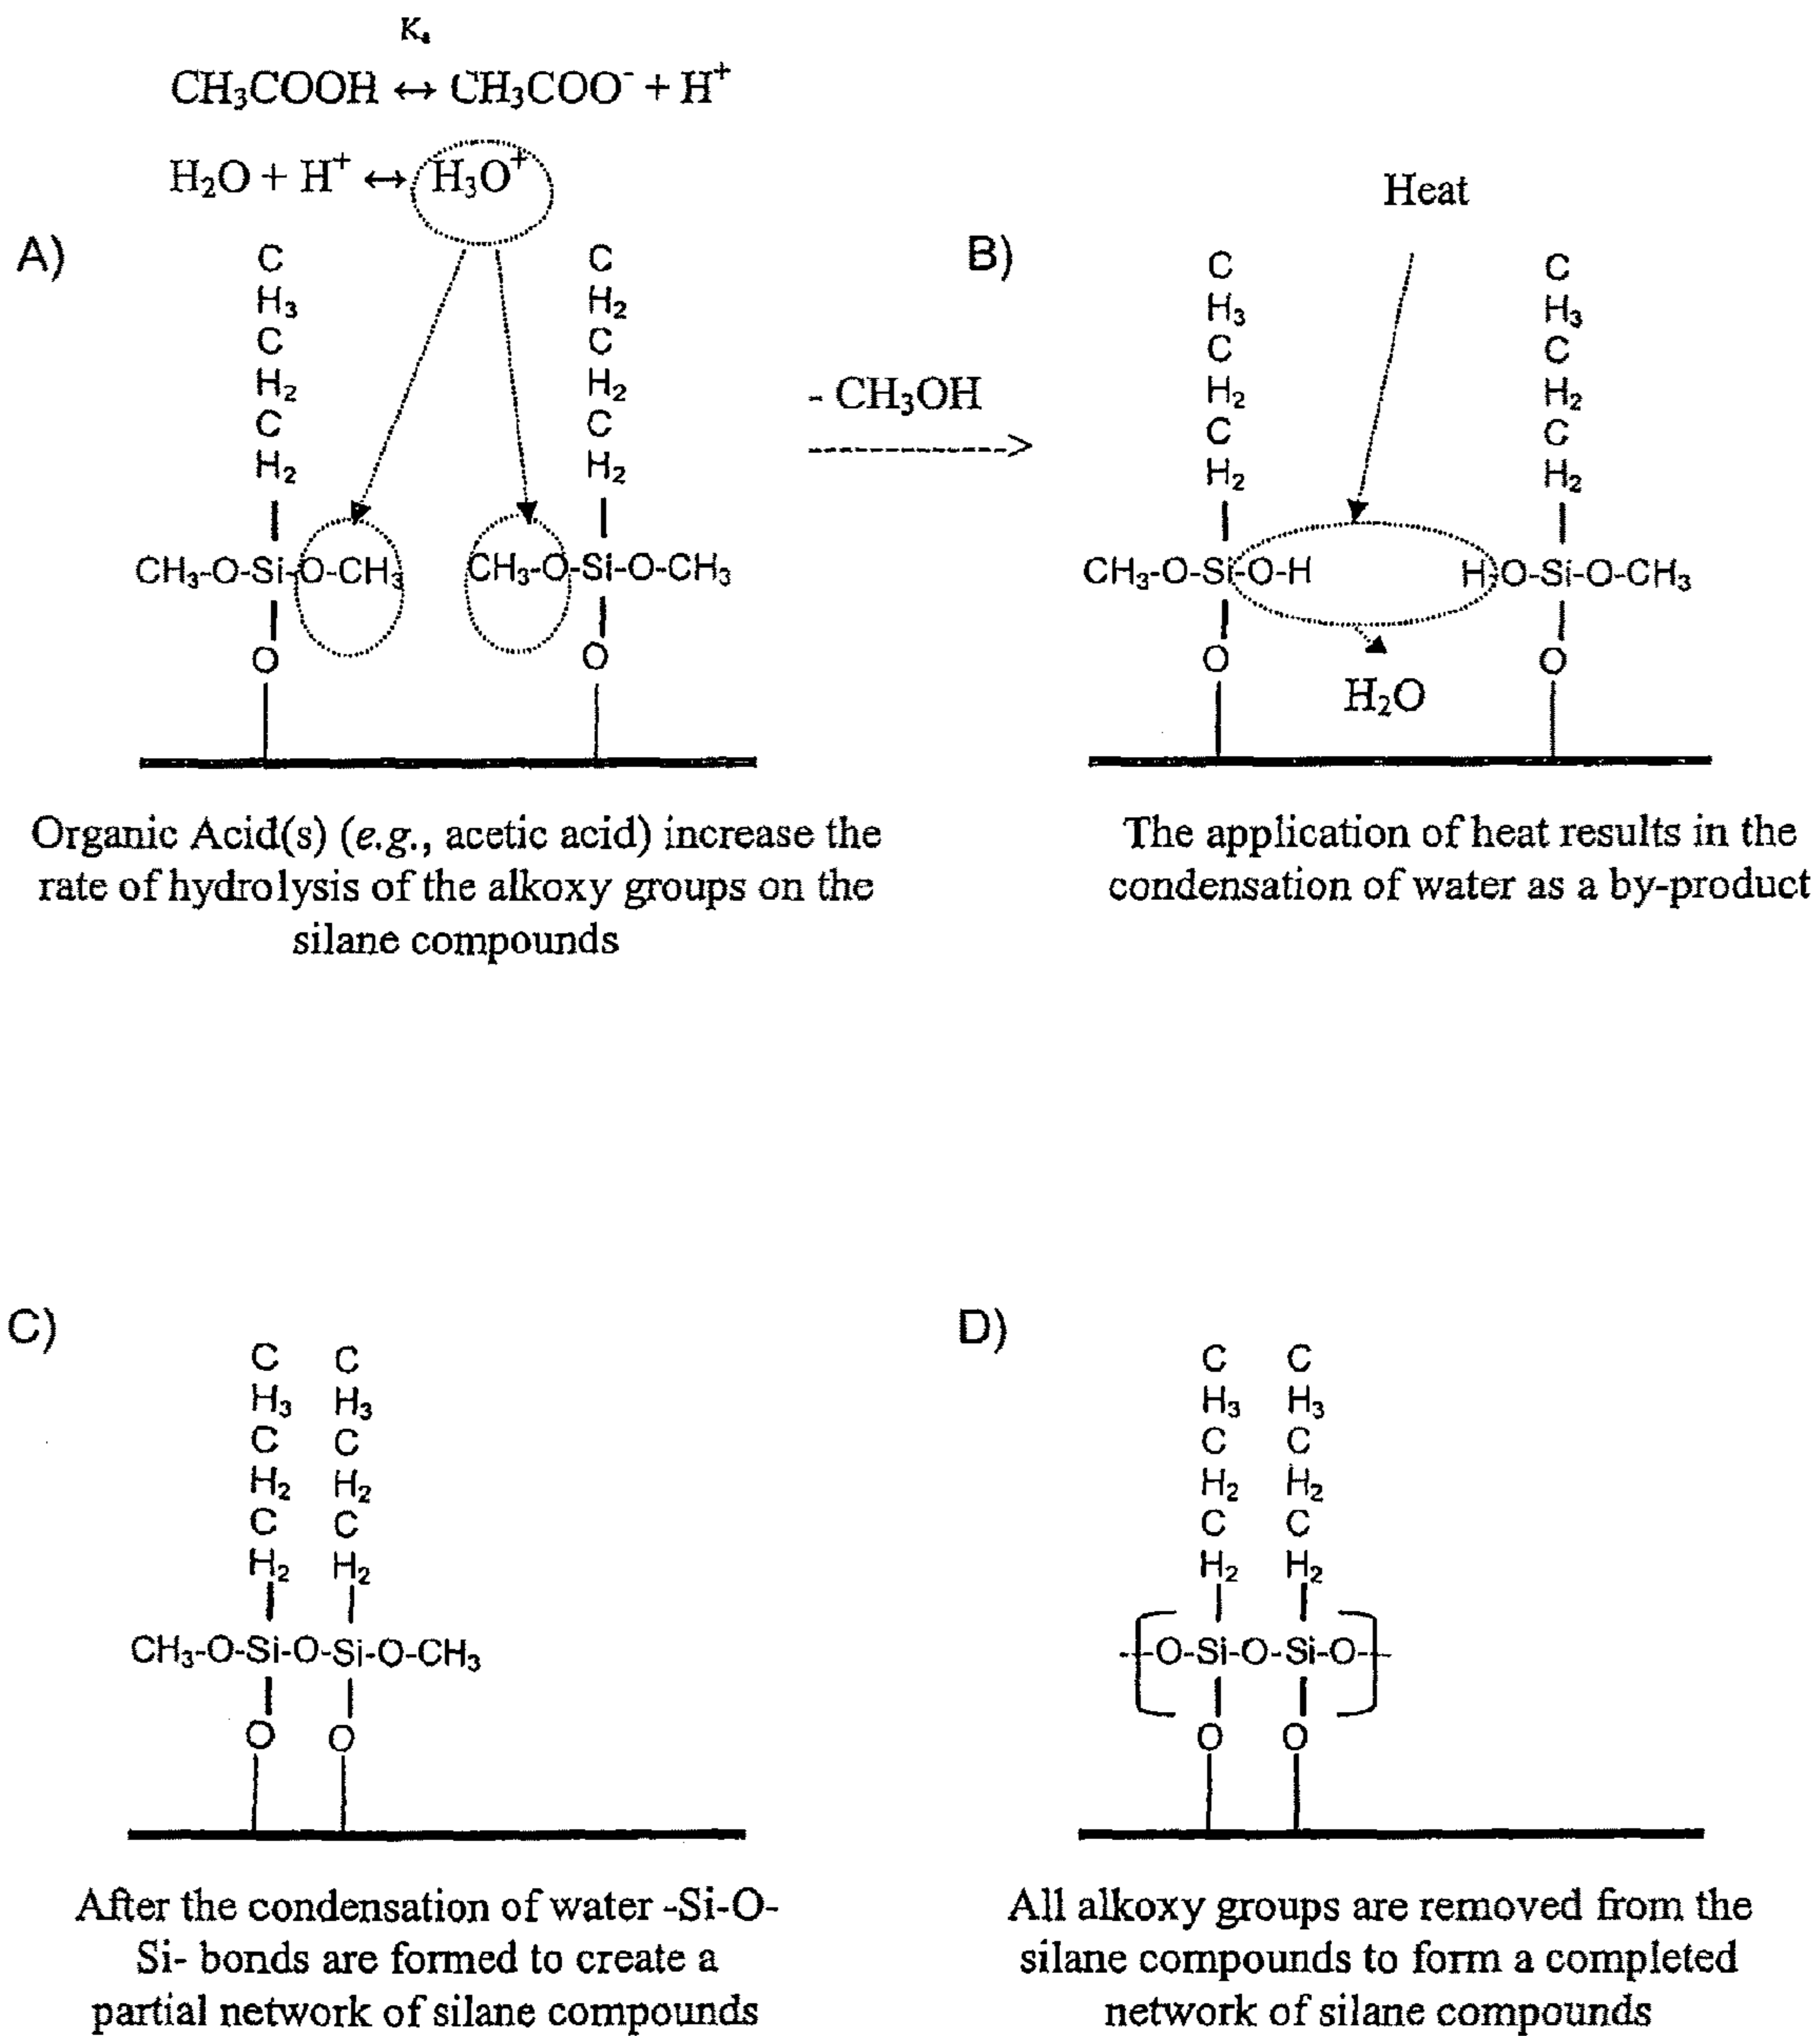 Kₐ
CH₃COOH ↔ CH₃COO⁻ + H⁺
H₂O + H⁺ ↔ H₃O⁺
A)
C
H₃
C
H₂
C
H₂
C
H₂
C
H₂
C
H₂
CH₃-O-Si-O-CH₃
CH₃-O-Si-O-CH₃
O
O
Organic Acid(s) (e.g., acetic acid) increase the
rate of hydrolysis of the alkoxy groups on the
silane compounds
- CH₃OH
---------->
B)
Heat
C
H₃
C
H₂
C
H₂
C
H₃
C
H₂
C
H₂
CH₃-O-Si-O-H
H-O-Si-O-CH₃
O
O
H₂O
The application of heat results in the
condensation of water as a by-product
C)
C
H₃
C
H₂
C
H₂
C
H₃
C
H₂
C
H₂
CH₃-O-Si-O-Si-O-CH₃
O
O
After the condensation of water -Si-O-
Si- bonds are formed to create a
partial network of silane compounds
D)
C
H₃
C
H₂
C
H₂
C
H₃
C
H₂
C
H₂
-O-Si-O-Si-O-
O
O
All alkoxy groups are removed from the
silane compounds to form a completed
network of silane compounds